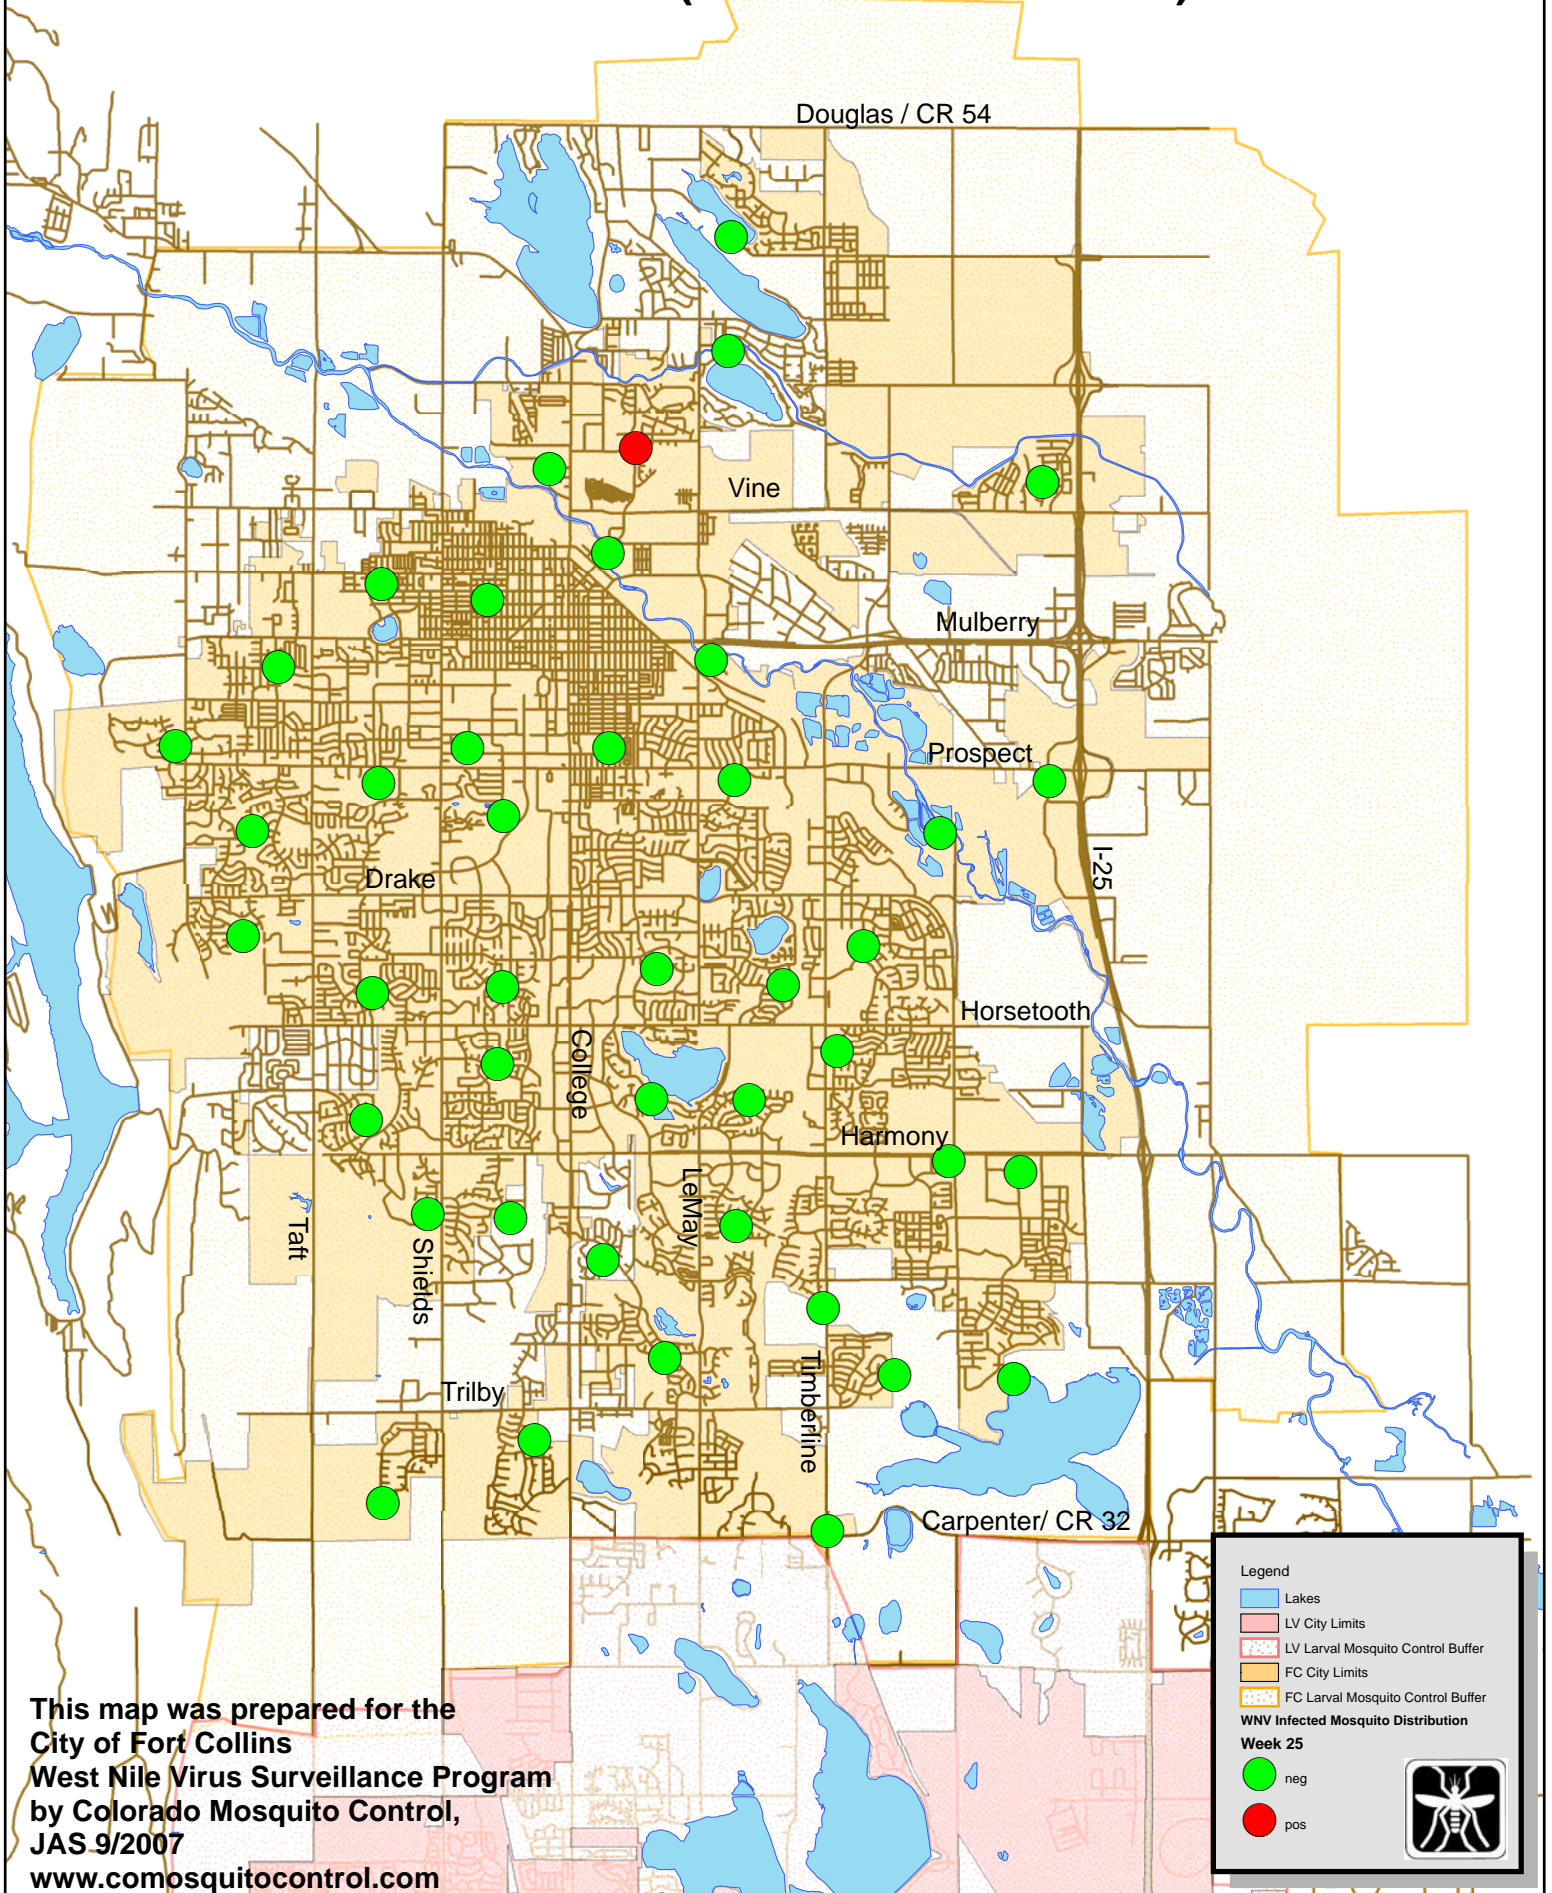 Douglas / CR 54
Vine
Mulberry
Prospect
I-25
Drake
Horsetooth
College
Harmony
LeMay
Taft
Shields
Timberline
Trilby
Carpenter/ CR 32
Legend
Lakes
LV City Limits
LV Larval Mosquito Control Buffer
FC City Limits
FC Larval Mosquito Control Buffer
WNV Infected Mosquito Distribution
Week 25
neg
pos
This map was prepared for the
City of Fort Collins
West Nile Virus Surveillance Program
by Colorado Mosquito Control,
JAS 9/2007
www.comosquitocontrol.com